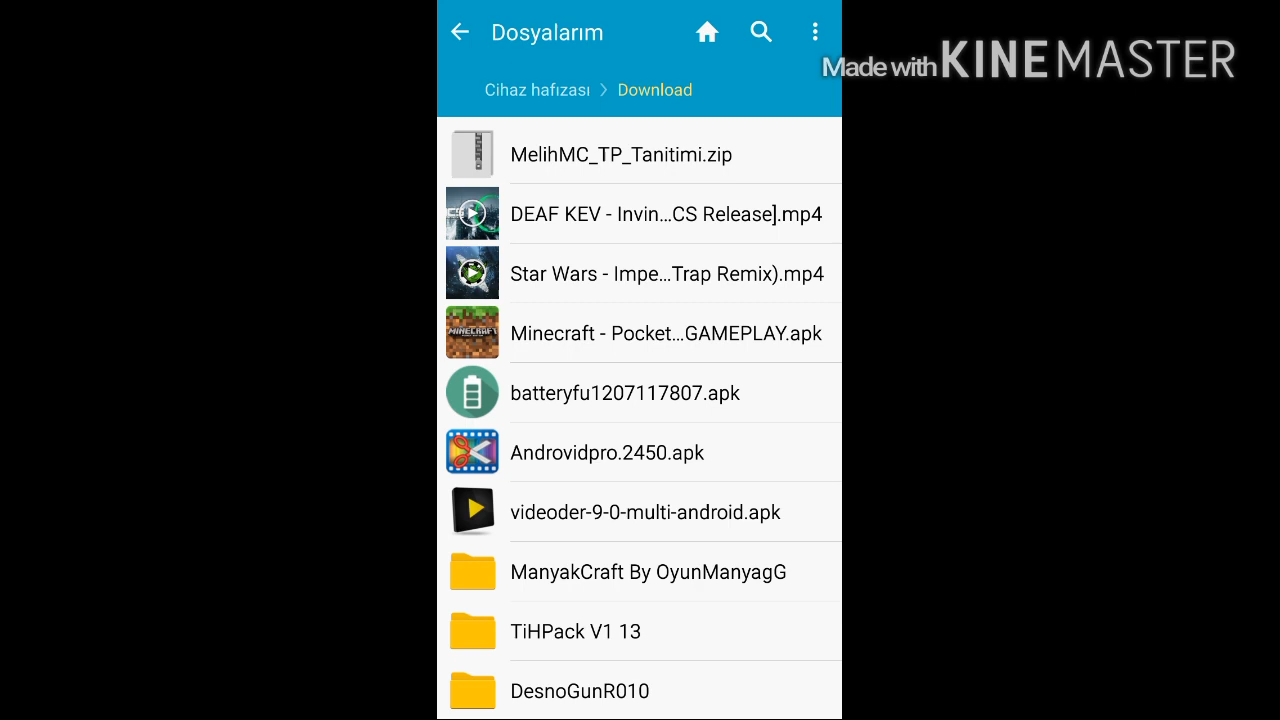 Dosyalarım
Made with KINEMASTER
Cihaz hafızası > Download
MelihMC_TP_Tanitimi.zip
DEAF KEV - Invin...CS Release].mp4
Star Wars - Impe...Trap Remix).mp4
MINECRAFT
Minecraft - Pocket...GAMEPLAY.apk
batteryfu1207117807.apk
Androvidpro.2450.apk
videoder-9-0-multi-android.apk
ManyakCraft By OyunManyagG
TiHPack V1 13
DesnoGunR010